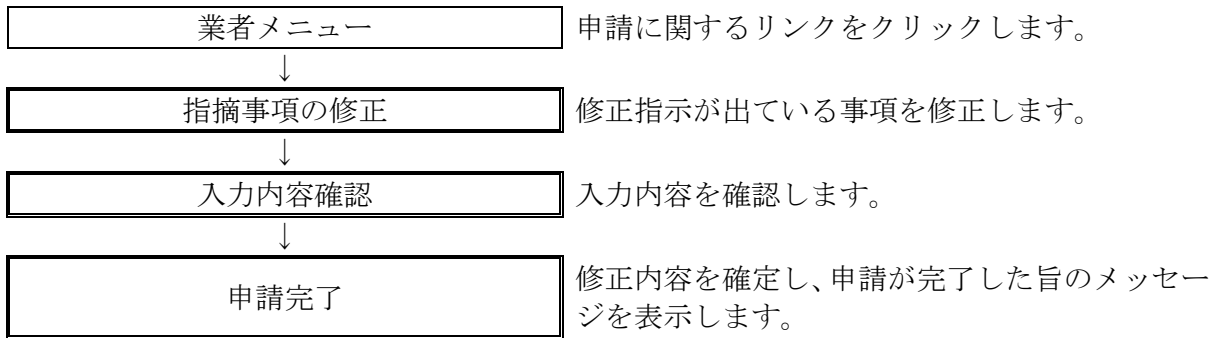 業者メニュー 申請に関するリンクをクリックします。
↓
指摘事項の修正 修正指示が出ている事項を修正します。
↓
入力内容確認 入力内容を確認します。
↓
申請完了 修正内容を確定し、申請が完了した旨のメッセー
ジを表示します。